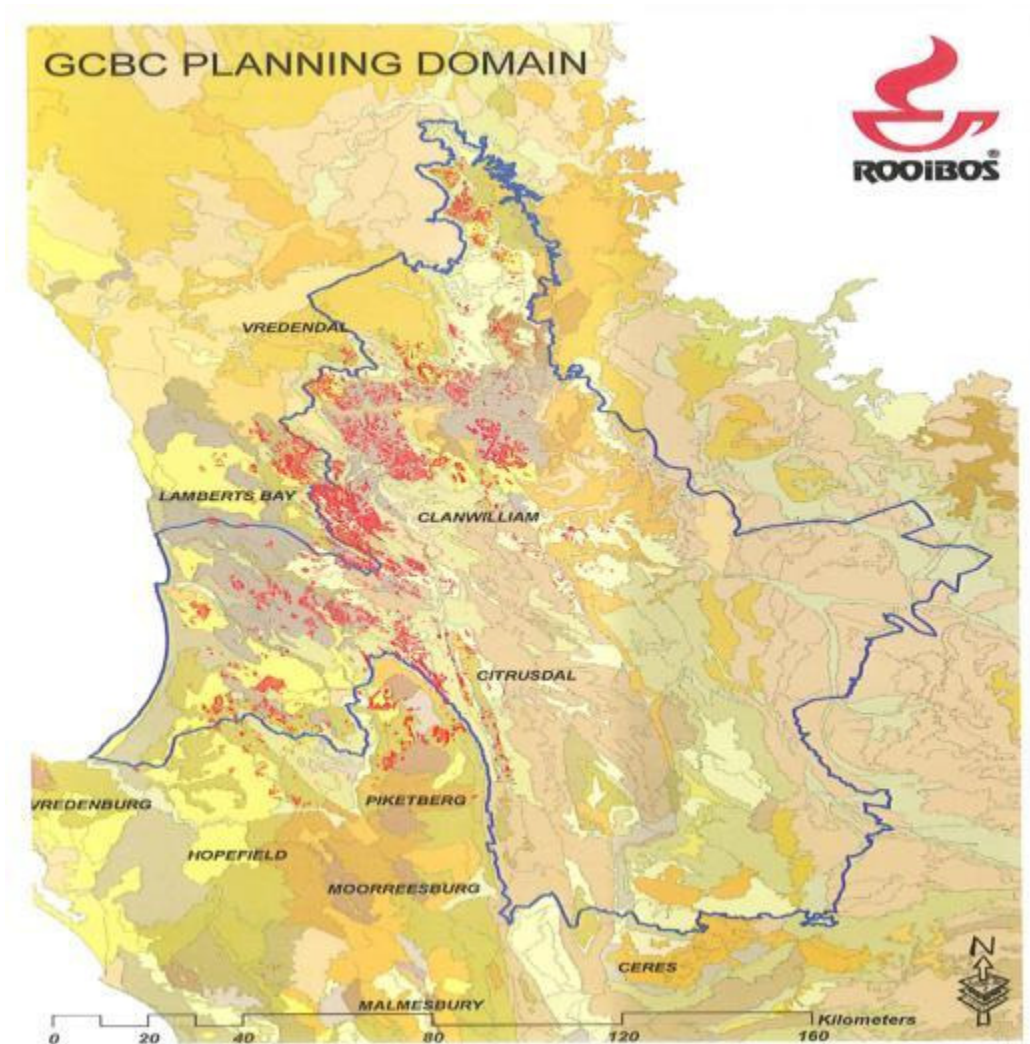 GCBC PLANNING DOMAIN
ROOiBOS®
VREDENDAL
LAMBERTS BAY
CLANWILLIAM
CITRUSDAL
VREDENBURG
PIKETBERG
HOPEFIELD
MOORREESBURG
CERES
MALMESBURY
N
Kilometers
0 20 40 80 120 160